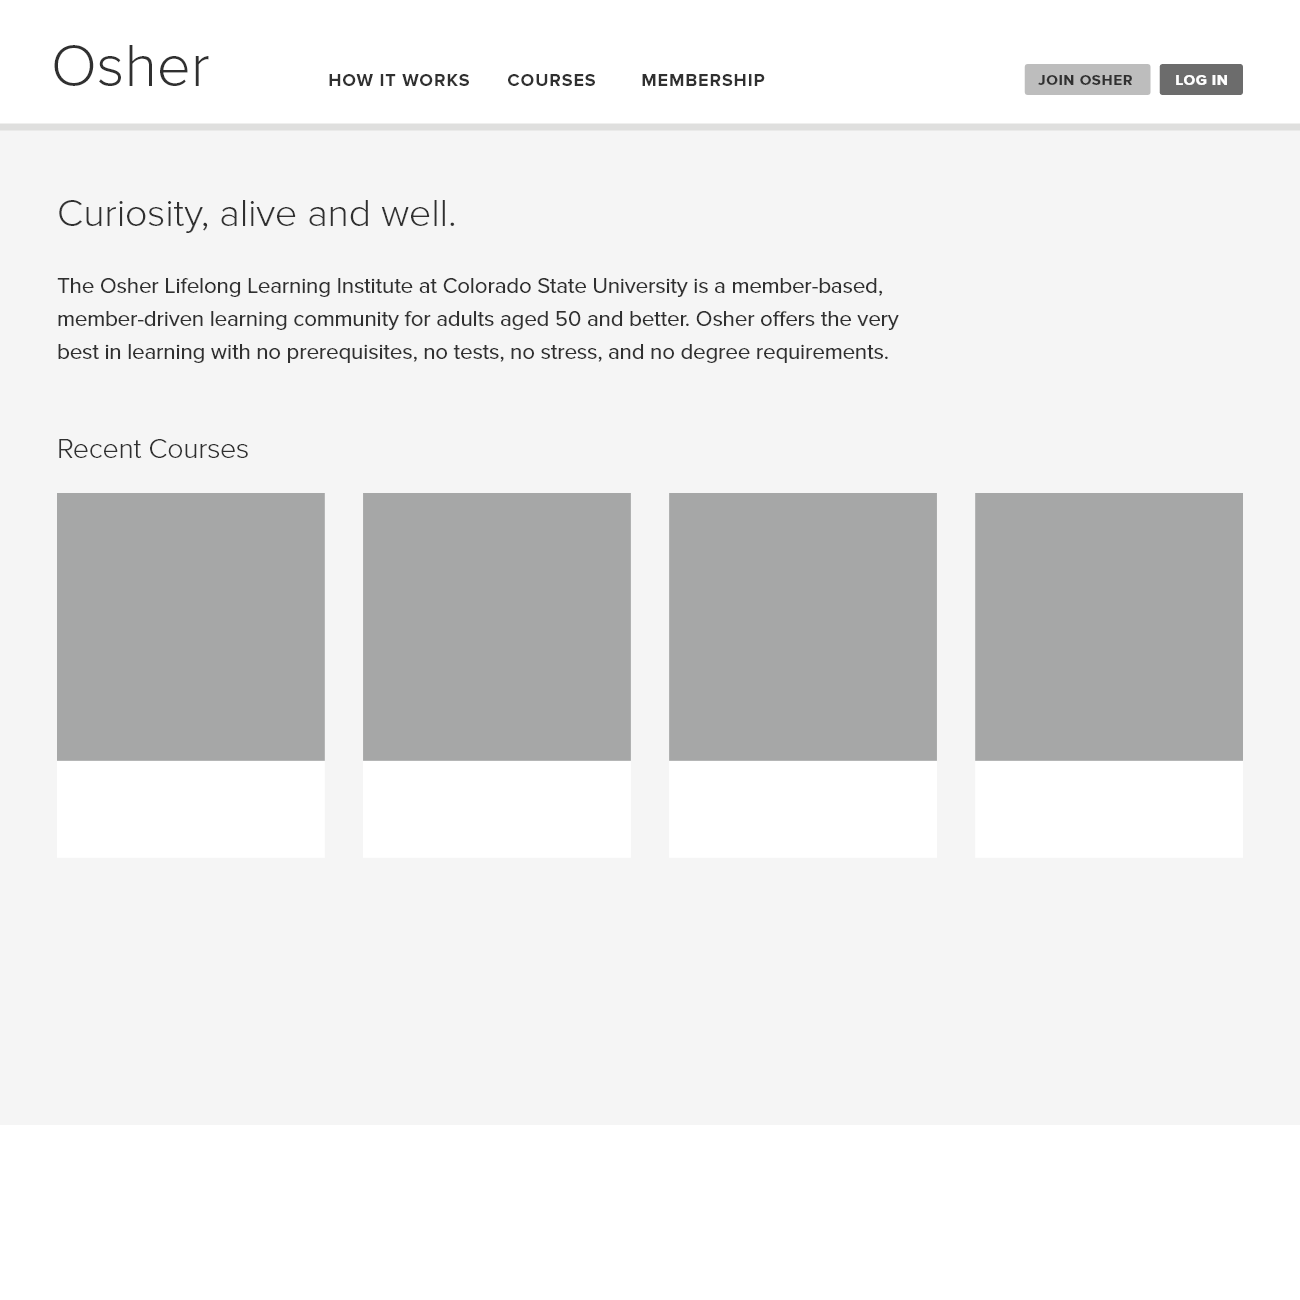 Osher
HOW IT WORKS
COURSES
MEMBERSHIP
JOIN OSHER
LOG IN
Curiosity, alive and well.
The Osher Lifelong Learning Institute at Colorado State University is a member-based,
member-driven learning community for adults aged 50 and better. Osher offers the very
best in learning with no prerequisites, no tests, no stress, and no degree requirements.
Recent Courses